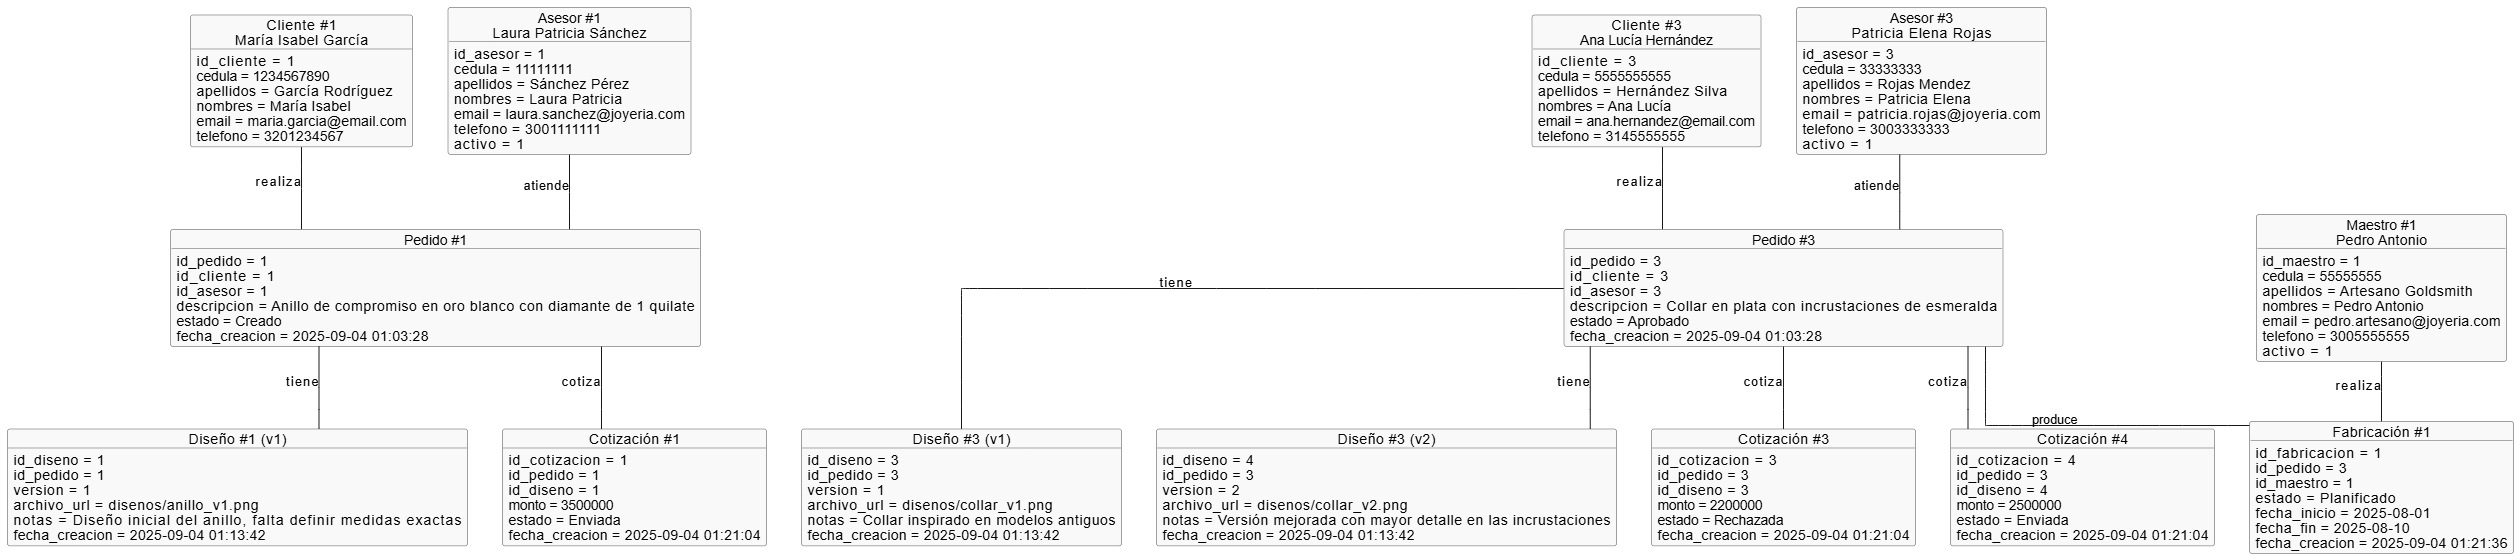 Cliente #1
María Isabel García
id_cliente = 1
cedula = 1234567890
apellidos = García Rodríguez
nombres = María Isabel
email = maria.garcia@email.com
telefono = 3201234567
Asesor #1
Laura Patricia Sánchez
id_asesor = 1
cedula = 11111111
apellidos = Sánchez Pérez
nombres = Laura Patricia
email = laura.sanchez@joyeria.com
telefono = 3001111111
activo = 1
Cliente #3
Ana Lucía Hernández
id_cliente = 3
cedula = 5555555555
apellidos = Hernández Silva
nombres = Ana Lucía
email = ana.hernandez@email.com
telefono = 3145555555
Asesor #3
Patricia Elena Rojas
id_asesor = 3
cedula = 33333333
apellidos = Rojas Mendez
nombres = Patricia Elena
email = patricia.rojas@joyeria.com
telefono = 3003333333
activo = 1
realiza
atiende
realiza
atiende
Pedido #1
id_pedido = 1
id_cliente = 1
id_asesor = 1
descripcion = Anillo de compromiso en oro blanco con diamante de 1 quilate
estado = Creado
fecha_creacion = 2025-09-04 01:03:28
tiene
Pedido #3
id_pedido = 3
id_cliente = 3
id_asesor = 3
descripcion = Collar en plata con incrustaciones de esmeralda
estado = Aprobado
fecha_creacion = 2025-09-04 01:03:28
Maestro #1
Pedro Antonio
id_maestro = 1
cedula = 55555555
apellidos = Artesano Goldsmith
nombres = Pedro Antonio
email = pedro.artesano@joyeria.com
telefono = 3005555555
activo = 1
tiene
cotiza
tiene
cotiza
cotiza
realiza
produce
Diseño #1 (v1)
id_diseno = 1
id_pedido = 1
version = 1
archivo_url = disenos/anillo_v1.png
notas = Diseño inicial del anillo, falta definir medidas exactas
fecha_creacion = 2025-09-04 01:13:42
Cotización #1
id_cotizacion = 1
id_pedido = 1
id_diseno = 1
monto = 3500000
estado = Enviada
fecha_creacion = 2025-09-04 01:21:04
Diseño #3 (v1)
id_diseno = 3
id_pedido = 3
version = 1
archivo_url = disenos/collar_v1.png
notas = Collar inspirado en modelos antiguos
fecha_creacion = 2025-09-04 01:13:42
Diseño #3 (v2)
id_diseno = 4
id_pedido = 3
version = 2
archivo_url = disenos/collar_v2.png
notas = Versión mejorada con mayor detalle en las incrustaciones
fecha_creacion = 2025-09-04 01:13:42
Cotización #3
id_cotizacion = 3
id_pedido = 3
id_diseno = 3
monto = 2200000
estado = Rechazada
fecha_creacion = 2025-09-04 01:21:04
Cotización #4
id_cotizacion = 4
id_pedido = 3
id_diseno = 4
monto = 2500000
estado = Enviada
fecha_creacion = 2025-09-04 01:21:04
Fabricación #1
id_fabricacion = 1
id_pedido = 3
id_maestro = 1
estado = Planificado
fecha_inicio = 2025-08-01
fecha_fin = 2025-08-10
fecha_creacion = 2025-09-04 01:21:36